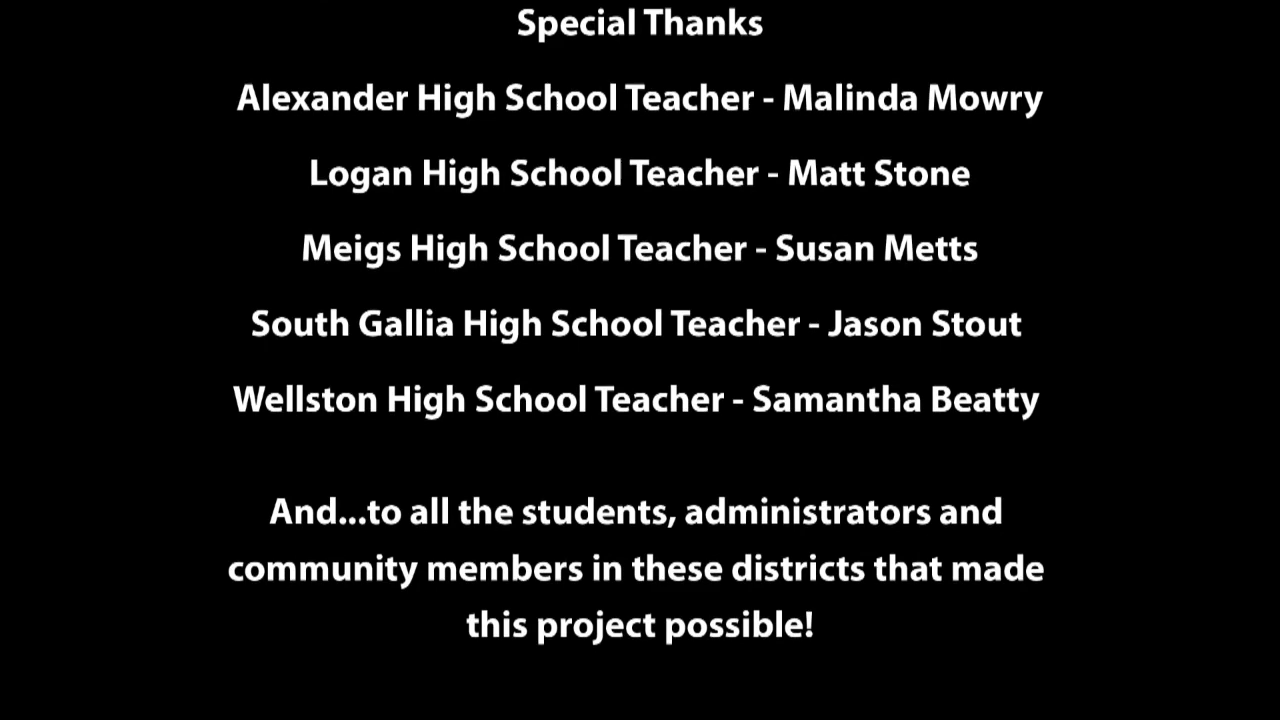 Special Thanks
Alexander High School Teacher - Malinda Mowry
Logan High School Teacher - Matt Stone
Meigs High School Teacher - Susan Metts
South Gallia High School Teacher - Jason Stout
Wellston High School Teacher - Samantha Beatty
And...to all the students, administrators and
community members in these districts that made
this project possible!